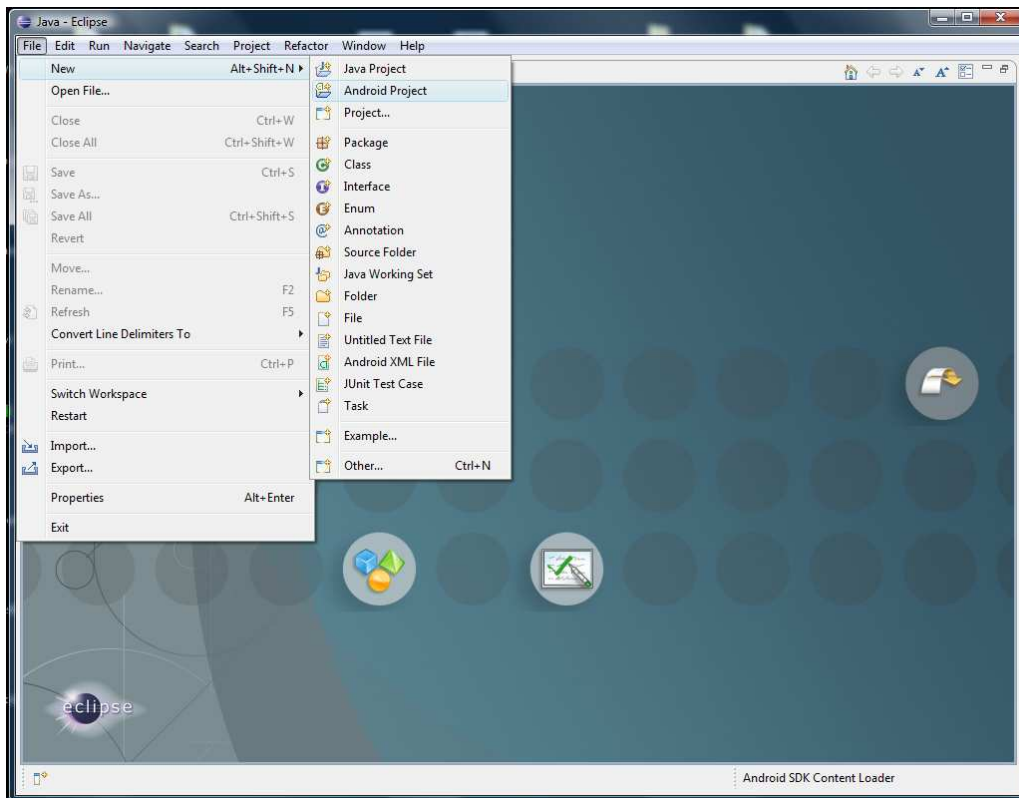 Java - Eclipse
File Edit Run Navigate Search Project Refactor Window Help
New Alt+Shift+N
Open File...
Close Ctrl+W
Close All Ctrl+Shift+W
Save Ctrl+S
Save As...
Save All Ctrl+Shift+S
Revert
Move...
Rename... F2
Refresh F5
Convert Line Delimiters To
Print... Ctrl+P
Switch Workspace
Restart
Import...
Export...
Properties Alt+Enter
Exit
Java Project
Android Project
Project...
Package
Class
Interface
Enum
Annotation
Source Folder
Java Working Set
Folder
File
Untitled Text File
Android XML File
JUnit Test Case
Task
Example...
Other... Ctrl+N
eclipse
Android SDK Content Loader